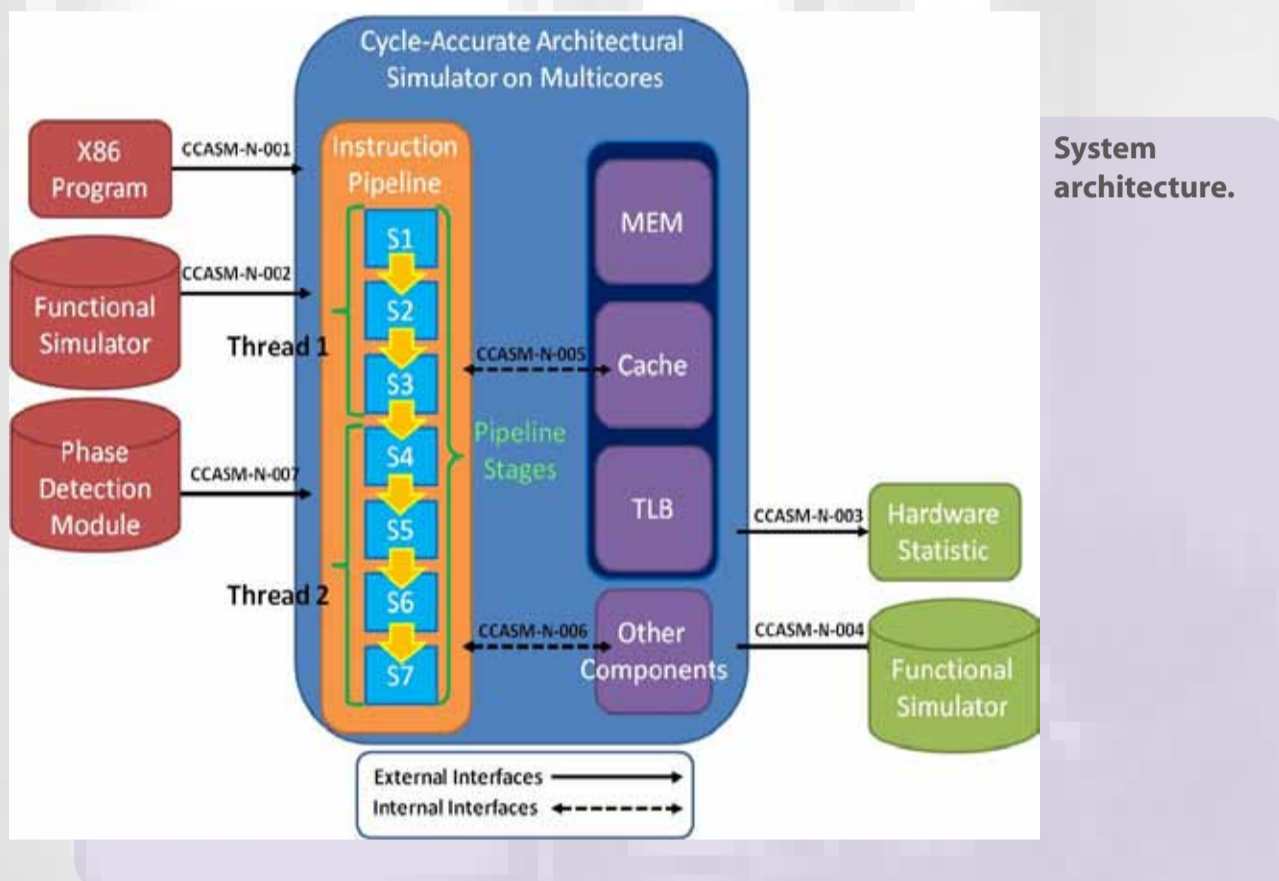 Cycle-Accurate Architectural
Simulator on Multicores
X86
Program
CCASM-N-001
Functional
Simulator
CCASM-N-002
Phase
Detection
Module
CCASM-N-007
Instruction
Pipeline
S1
S2
S3
S4
S5
S6
S7
Thread 1
Thread 2
Pipeline
Stages
CCASM-N-005
CCASM-N-006
MEM
Cache
TLB
Other
Components
CCASM-N-003
Hardware
Statistic
CCASM-N-004
Functional
Simulator
External Interfaces
Internal Interfaces
System
architecture.